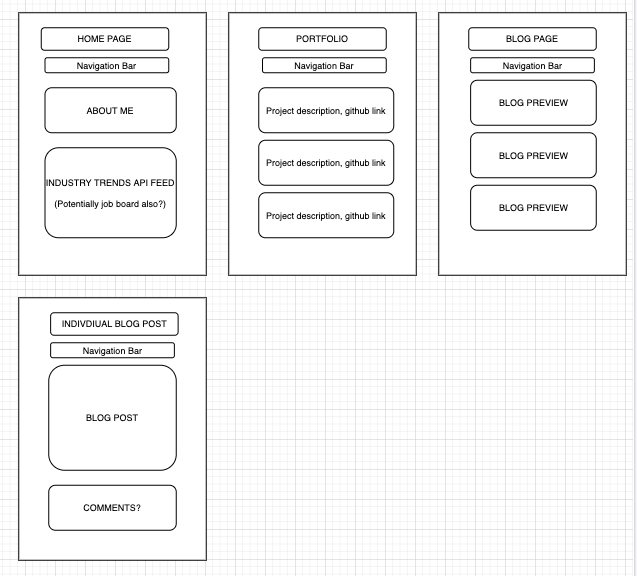 HOME PAGE
Navigation Bar
ABOUT ME
INDUSTRY TRENDS API FEED
(Potentially job board also?)
PORTFOLIO
Navigation Bar
Project description, github link
Project description, github link
Project description, github link
BLOG PAGE
Navigation Bar
BLOG PREVIEW
BLOG PREVIEW
BLOG PREVIEW
INDIVDIUAL BLOG POST
Navigation Bar
BLOG POST
COMMENTS?